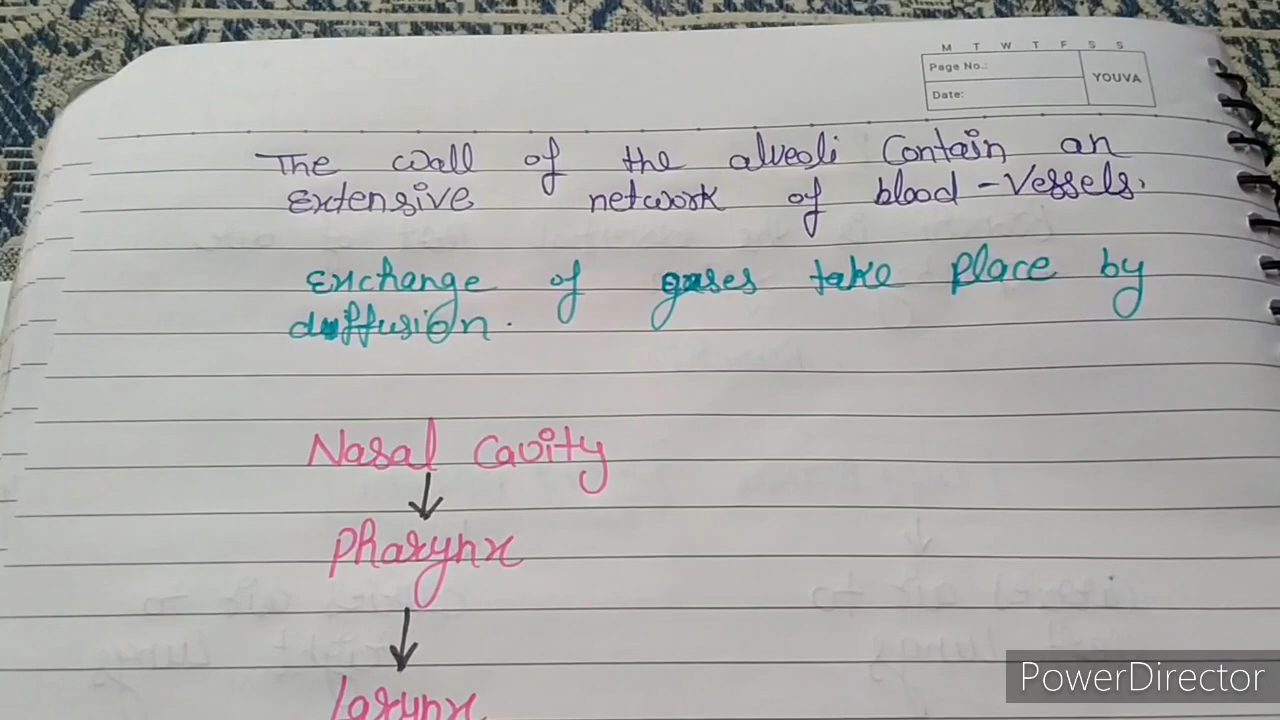 M T W T F S S
Page No.:
YOUVA
Date:
The wall of the alveoli Contain an
extensive network of blood-Vessels.
Exchange of gases take place by
duffusion.
Nasal Cavity
Pharynx
larynx
PowerDirector